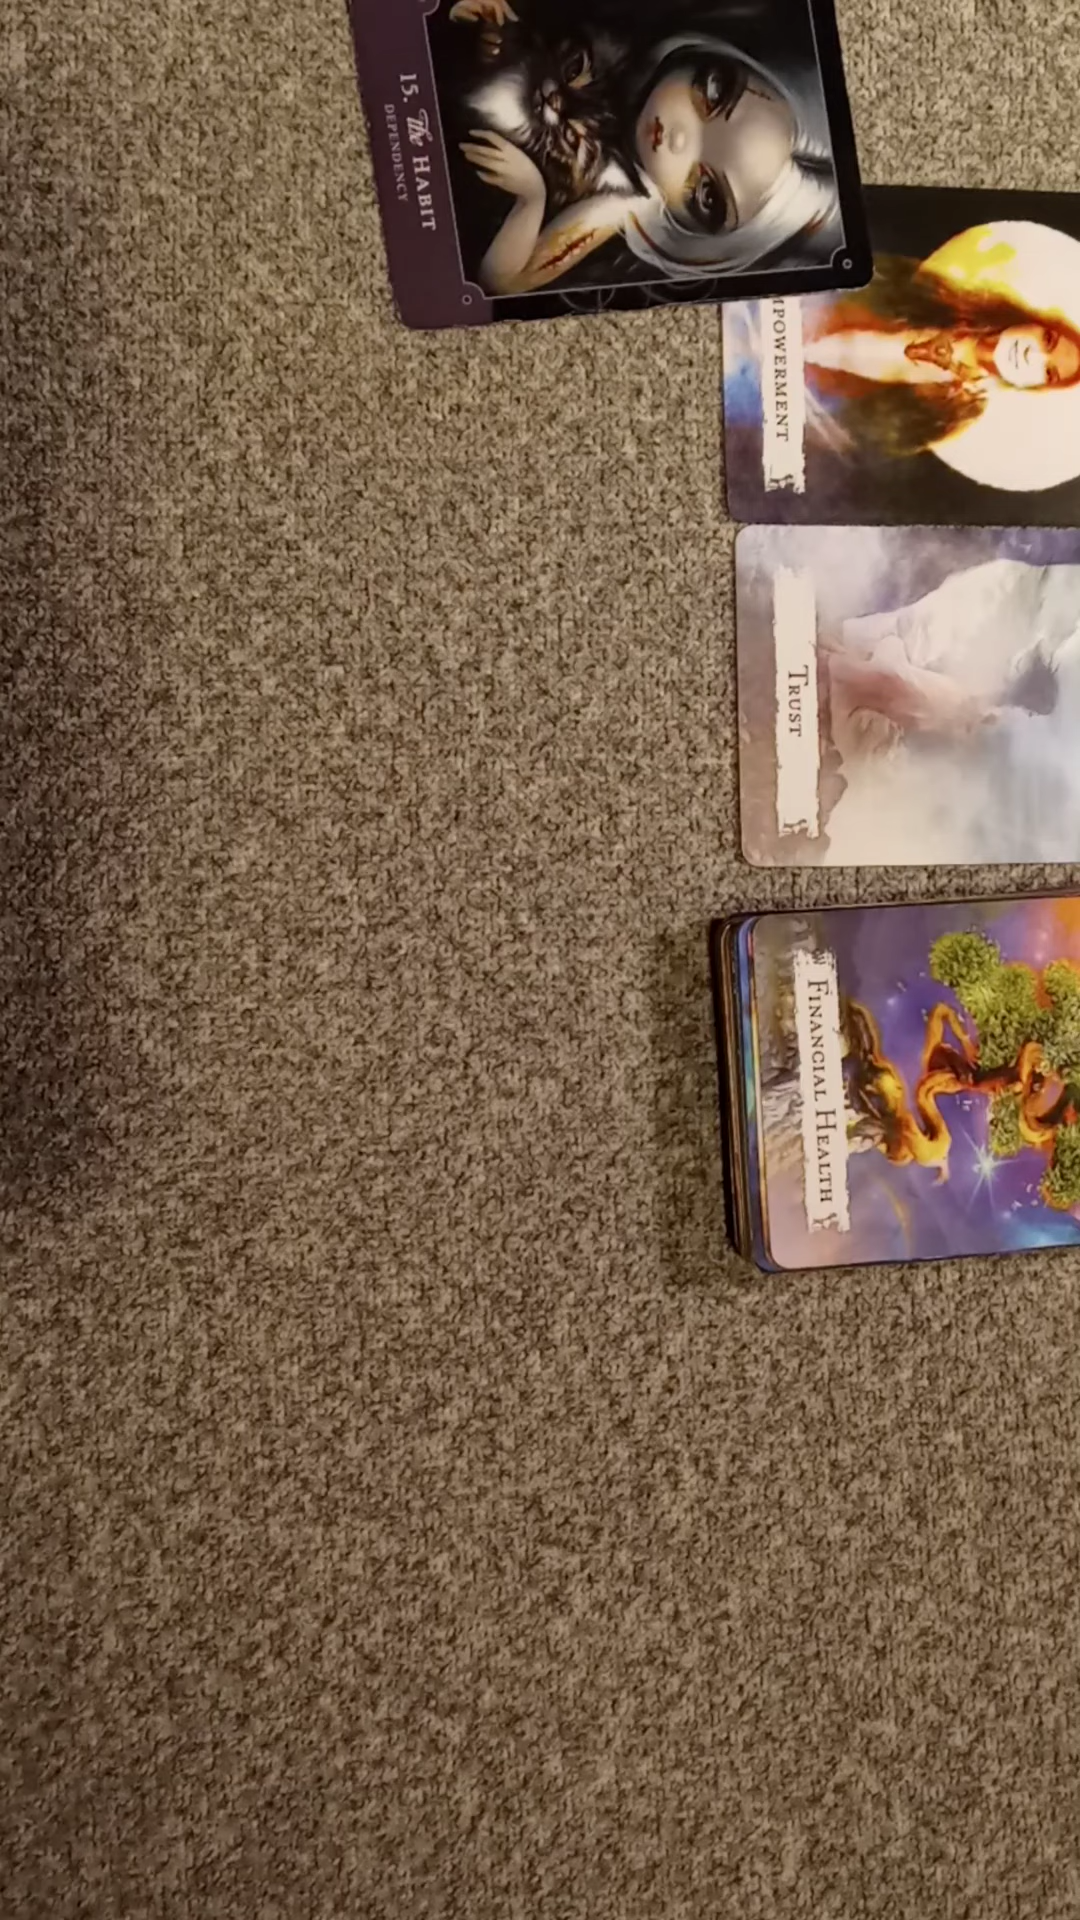 15. The HABIT
DEPENDENCY
MPOWERMENT
TRUST
FINANCIAL HEALTH